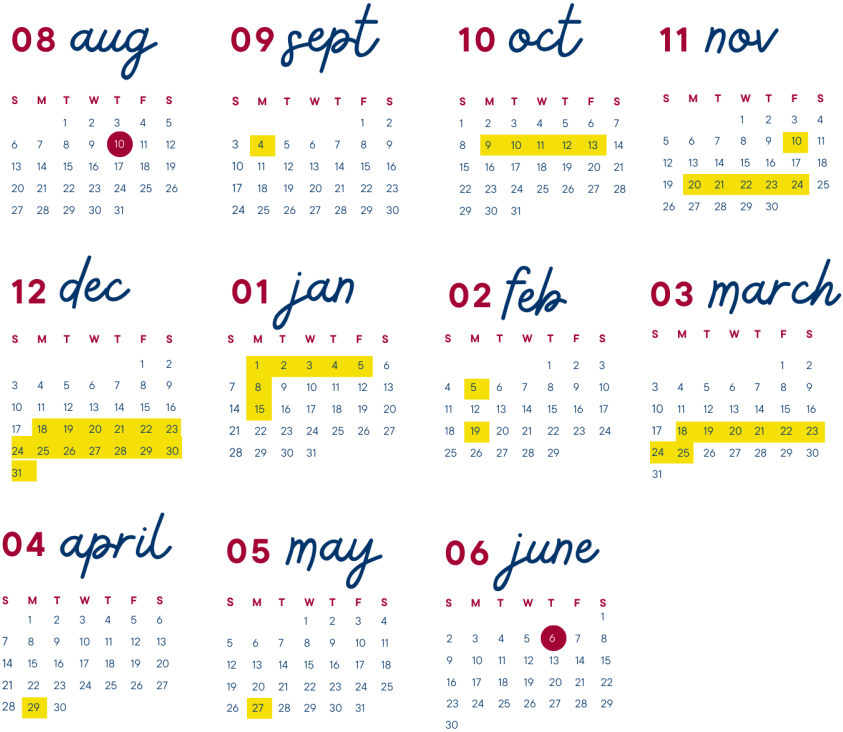 08 aug
S M T W T F S
1 2 3 4 5
6 7 8 9 10 11 12
13 14 15 16 17 18 19
20 21 22 23 24 25 26
27 28 29 30 31
09 sept
S M T W T F S
1 2
3 4 5 6 7 8 9
10 11 12 13 14 15 16
17 18 19 20 21 22 23
24 25 26 27 28 29 30
10 oct
S M T W T F S
1 2 3 4 5 6 7
8 9 10 11 12 13 14
15 16 17 18 19 20 21
22 23 24 25 26 27 28
29 30 31
11 nov
S M T W T F S
1 2 3 4
5 6 7 8 9 10 11
12 13 14 15 16 17 18
19 20 21 22 23 24 25
26 27 28 29 30
12 dec
S M T W T F S
1 2
3 4 5 6 7 8 9
10 11 12 13 14 15 16
17 18 19 20 21 22 23
24 25 26 27 28 29 30
31
01 jan
S M T W T F S
1 2 3 4 5 6
7 8 9 10 11 12 13
14 15 16 17 18 19 20
21 22 23 24 25 26 27
28 29 30 31
02 feb
S M T W T F S
1 2 3
4 5 6 7 8 9 10
11 12 13 14 15 16 17
18 19 20 21 22 23 24
25 26 27 28 29
03 march
S M T W T F S
1 2
3 4 5 6 7 8 9
10 11 12 13 14 15 16
17 18 19 20 21 22 23
24 25 26 27 28 29 30
31
04 april
S M T W T F S
1 2 3 4 5 6
7 8 9 10 11 12 13
14 15 16 17 18 19 20
21 22 23 24 25 26 27
28 29 30
05 may
S M T W T F S
1 2 3 4
5 6 7 8 9 10 11
12 13 14 15 16 17 18
19 20 21 22 23 24 25
26 27 28 29 30 31
06 june
S M T W T F S
1
2 3 4 5 6 7 8
9 10 11 12 13 14 15
16 17 18 19 20 21 22
23 24 25 26 27 28 29
30